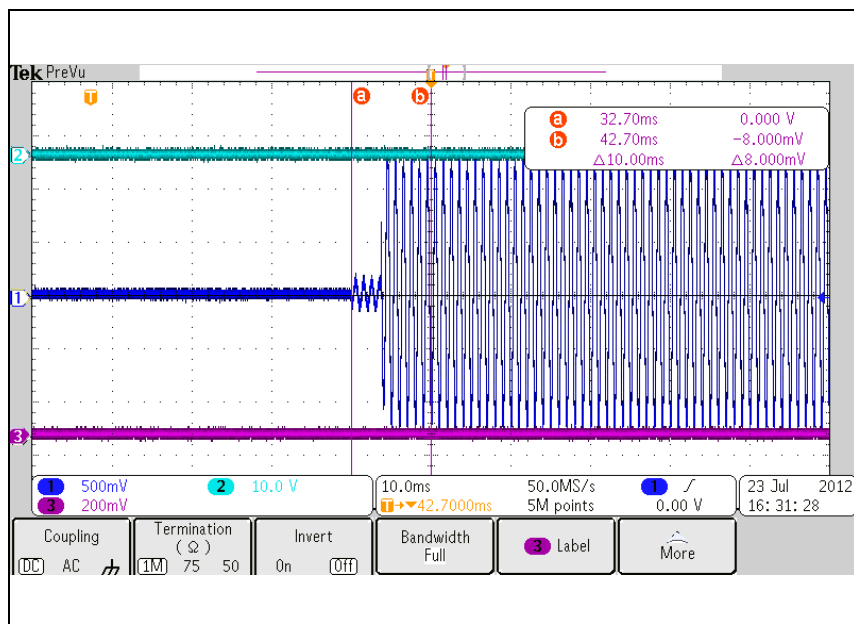 Tek PreVu
T
T
a b
a 32.70ms 0.000 V
b 42.70ms -8.000mV
Δ10.00ms Δ8.000mV
2
1
3
1 500mV 2 10.0 V
3 200mV
10.0ms 50.0MS/s
T→▼42.7000ms 5M points
1 ∫ 0.00 V
23 Jul 2012
16:31:28
Coupling
DC AC
Termination
(Ω)
1M 75 50
Invert
On Off
Bandwidth
Full
3 Label
More